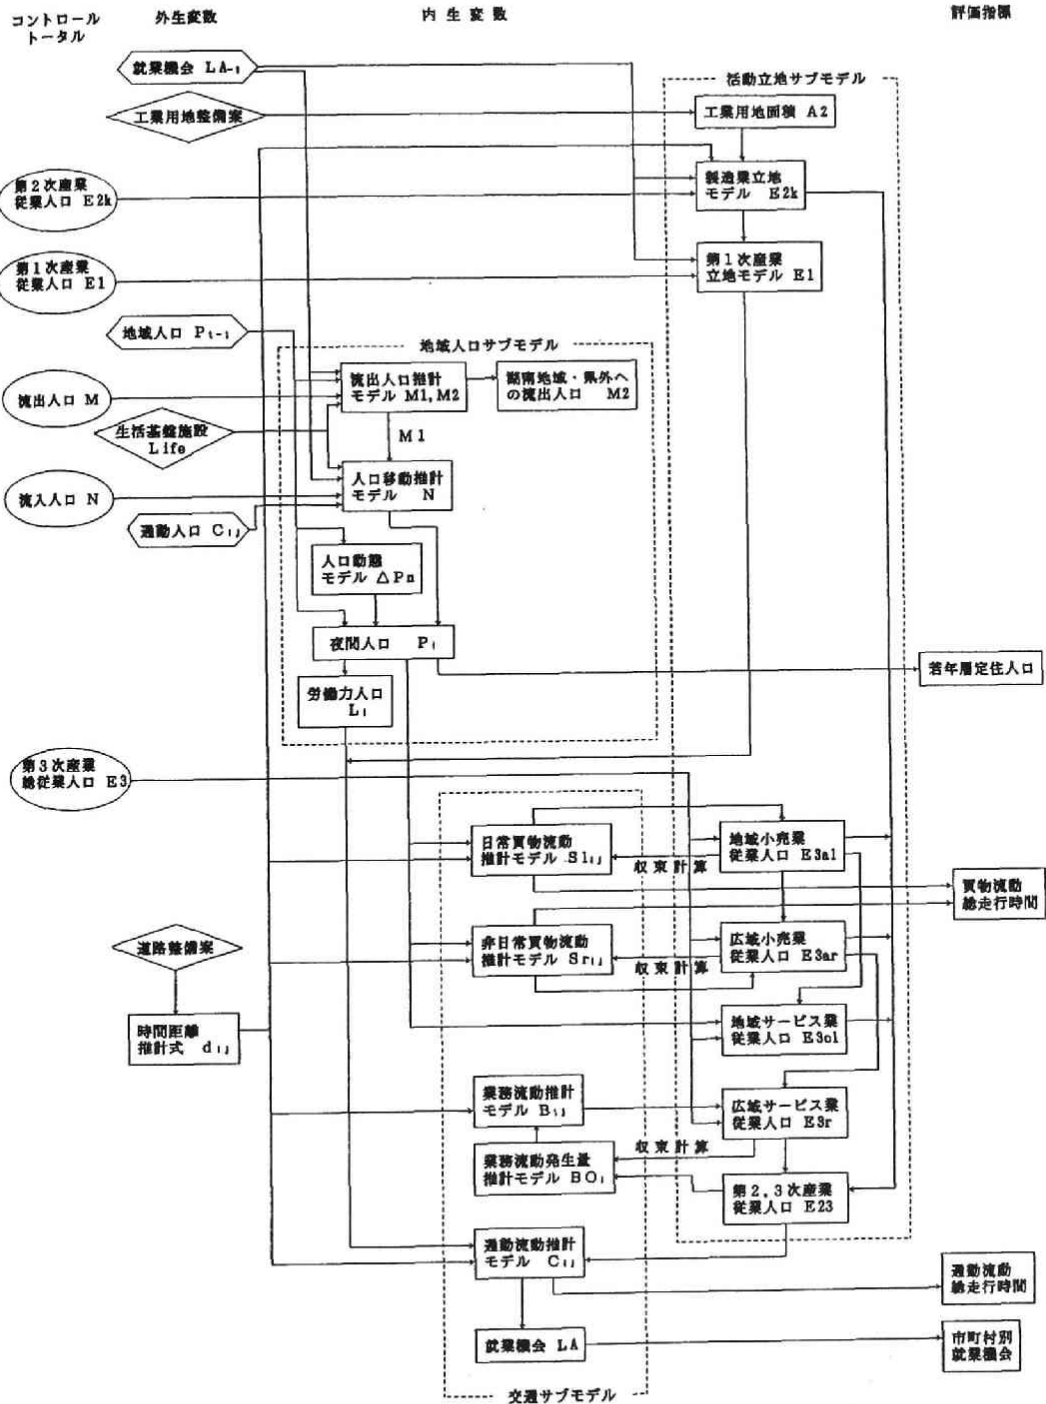 コントロール
トータル
外生変数
内生変数
評価指標
就業機会 LA-1
工業用地整備案
活動立地サブモデル
工業用地面積 A2
第2次産業
従業人口 E2k
製造業立地
モデル E2k
第1次産業
従業人口 E1
第1次産業
立地モデル E1
地域人口 Pt-1
地域人口サブモデル
流出人口 M
流出人口推計
モデル M1,M2
湖南地域・県外へ
の流出人口 M2
生活基盤施設
Life
M1
流入人口 N
人口移動推計
モデル N
通勤人口 Cij
人口動態
モデル △Pn
夜間人口 Pi
若年層定住人口
労働力人口
Li
第3次産業
総従業人口 E3
日常買物流動
推計モデル Slij
収束計算
地域小売業
従業人口 E3al
買物流動
総走行時間
道路整備案
非日常買物流動
推計モデル Srij
収束計算
広域小売業
従業人口 E3ar
時間距離
推計式 dij
地域サービス業
従業人口 E3ol
業務流動推計
モデル Bij
広域サービス業
従業人口 E3r
収束計算
業務流動発生量
推計モデル BOi
第2,3次産業
従業人口 E23
通勤流動推計
モデル Cij
通勤流動
総走行時間
就業機会 LA
市町村別
就業機会
交通サブモデル